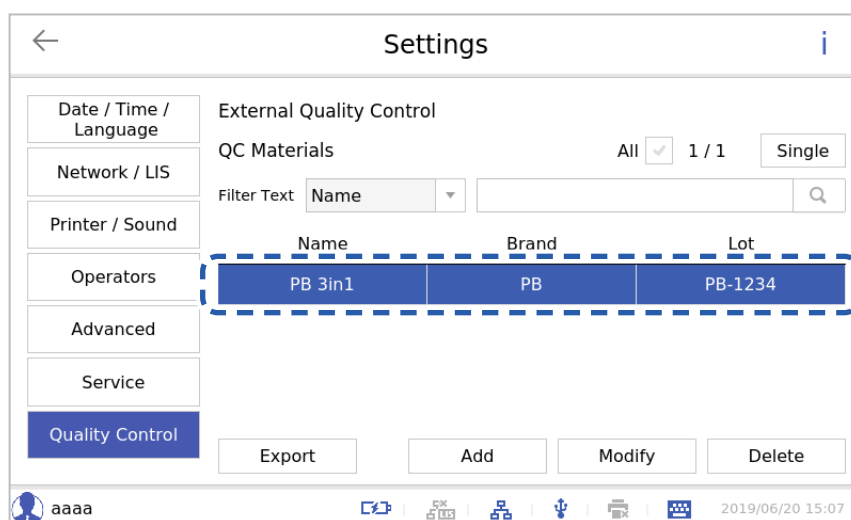 Settings
i
Date / Time /
Language
Network / LIS
Printer / Sound
Operators
Advanced
Service
Quality Control
External Quality Control
QC Materials
All 1 / 1 Single
Filter Text Name
Name Brand Lot
PB 3in1 PB PB-1234
Export Add Modify Delete
aaaa
LIS
2019/06/20 15:07